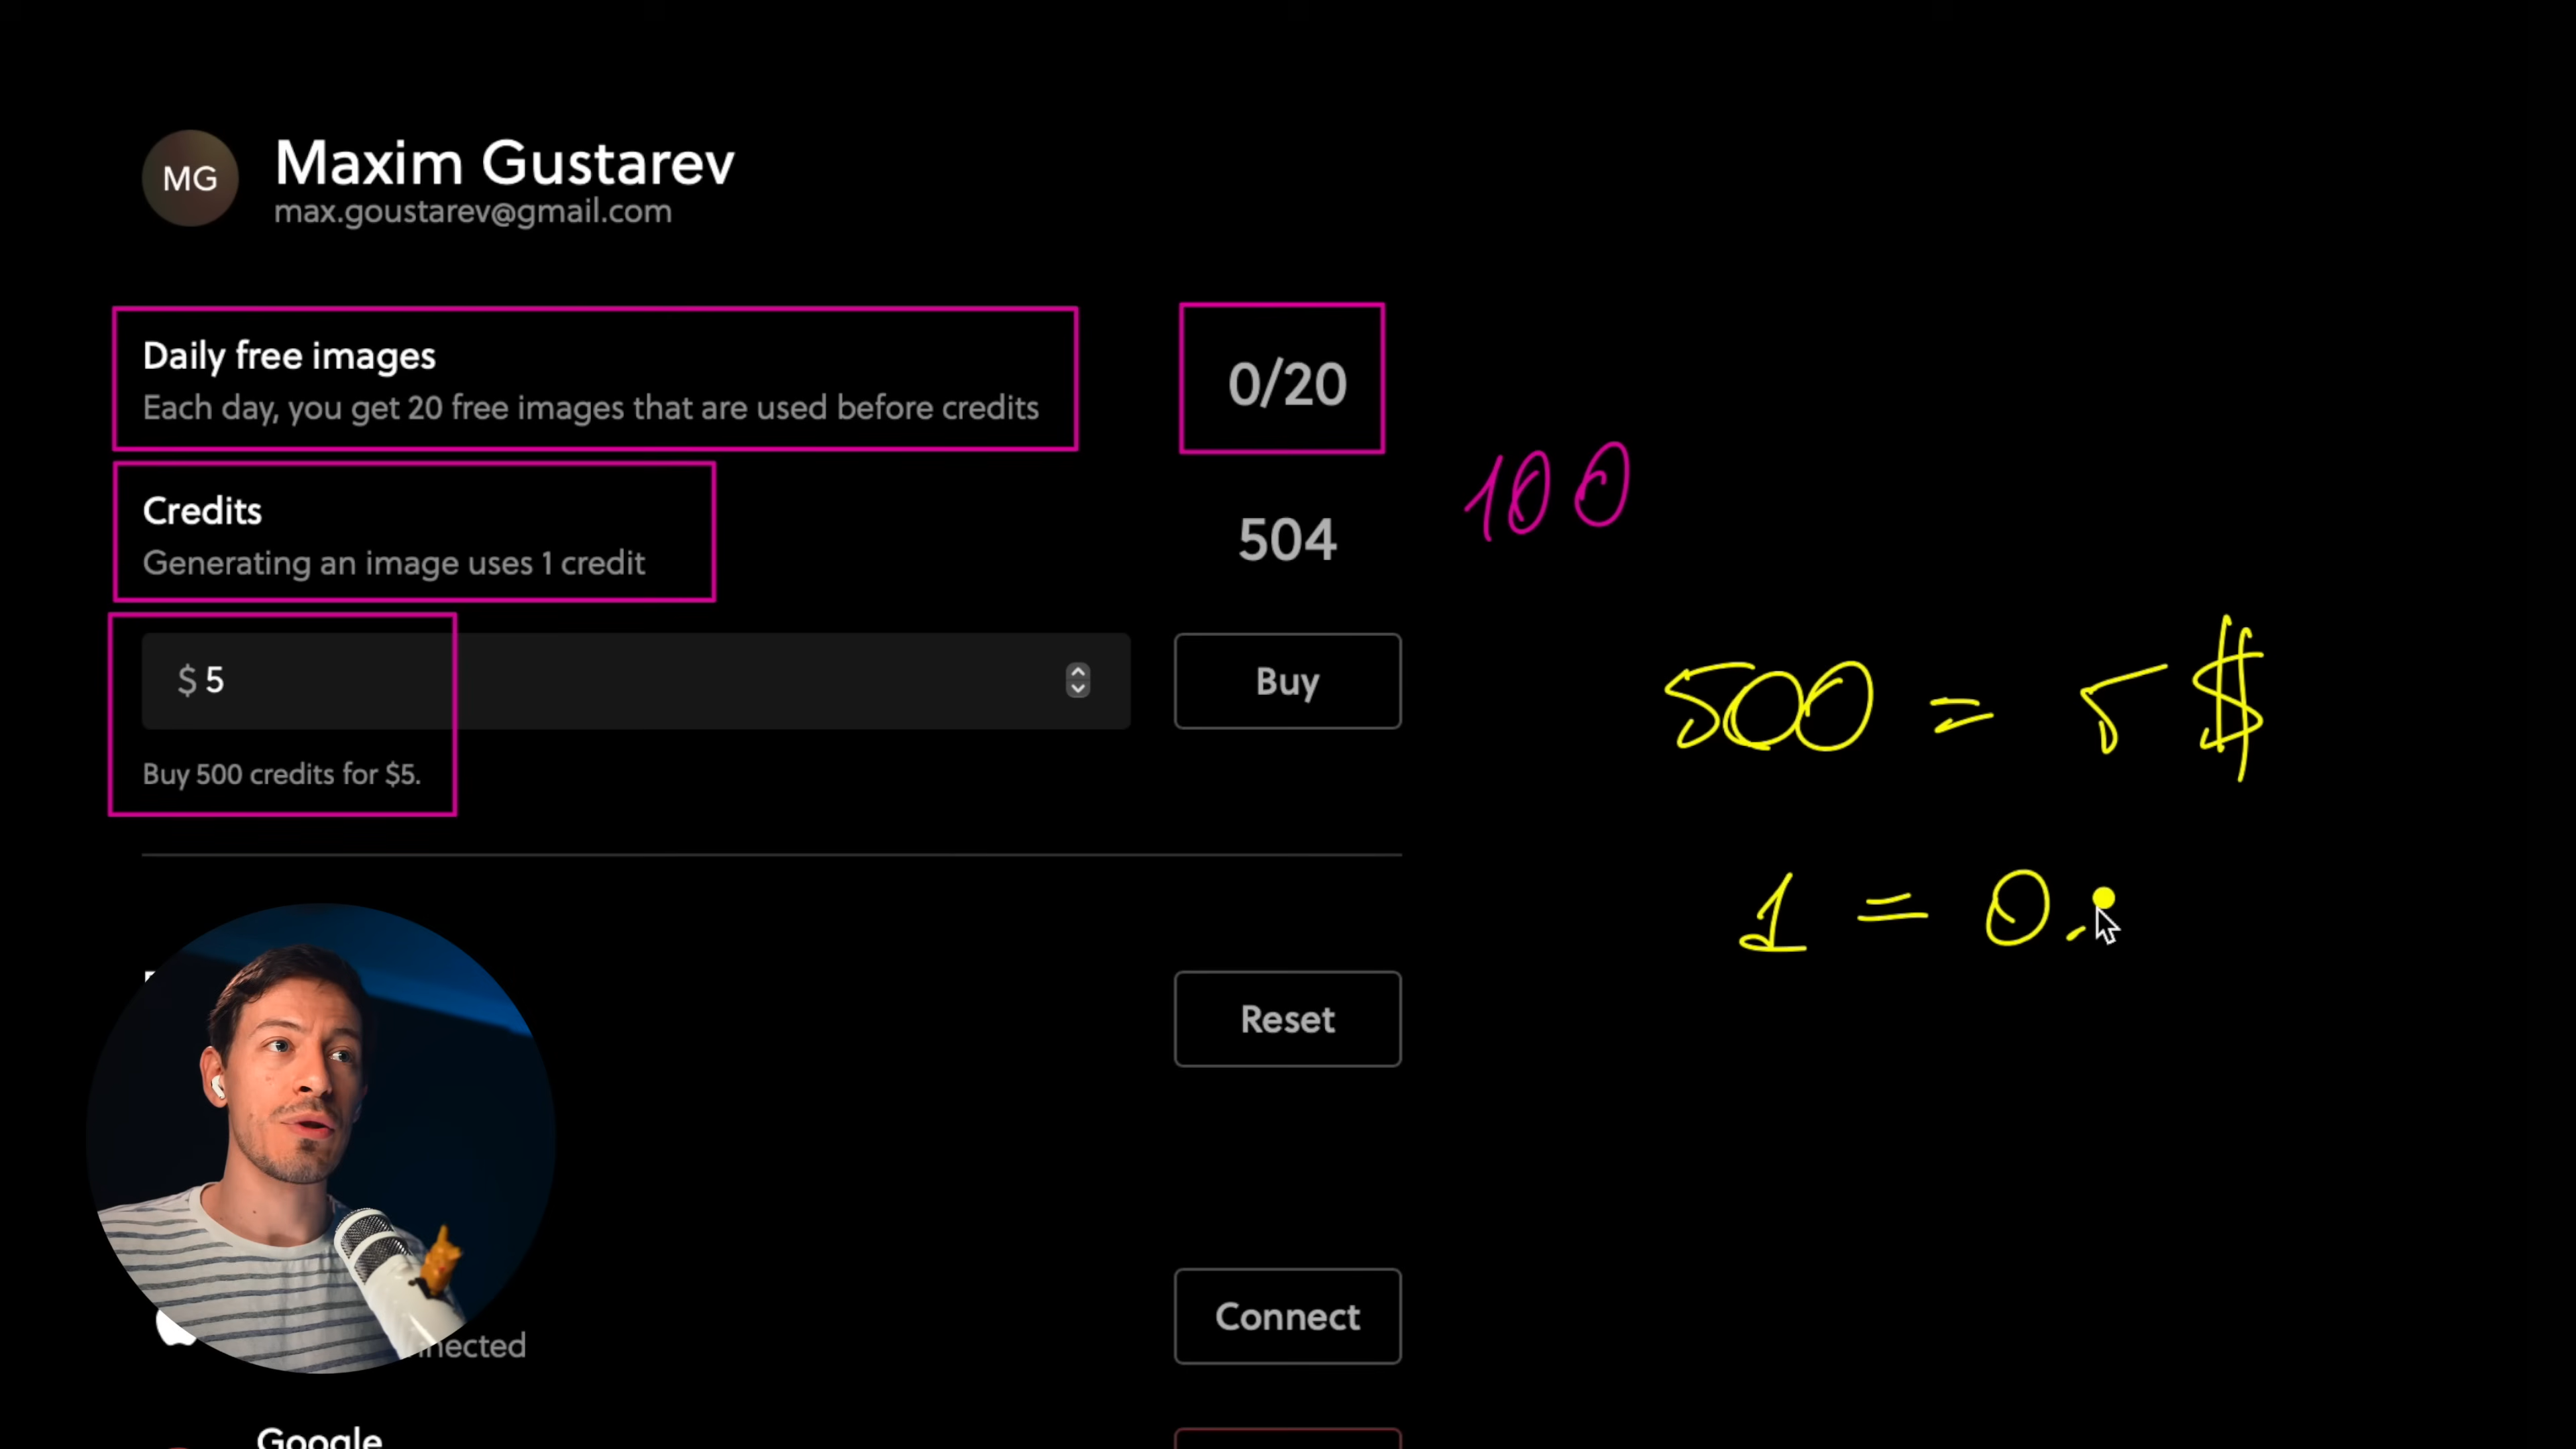 MG
Maxim Gustarev
max.goustarev@gmail.com
Daily free images
Each day, you get 20 free images that are used before credits
0/20
Credits
Generating an image uses 1 credit
504
100
$ 5
Buy
Buy 500 credits for $5.
500 = 5 $
1 = 0.
Reset
Connect
nnected
Google